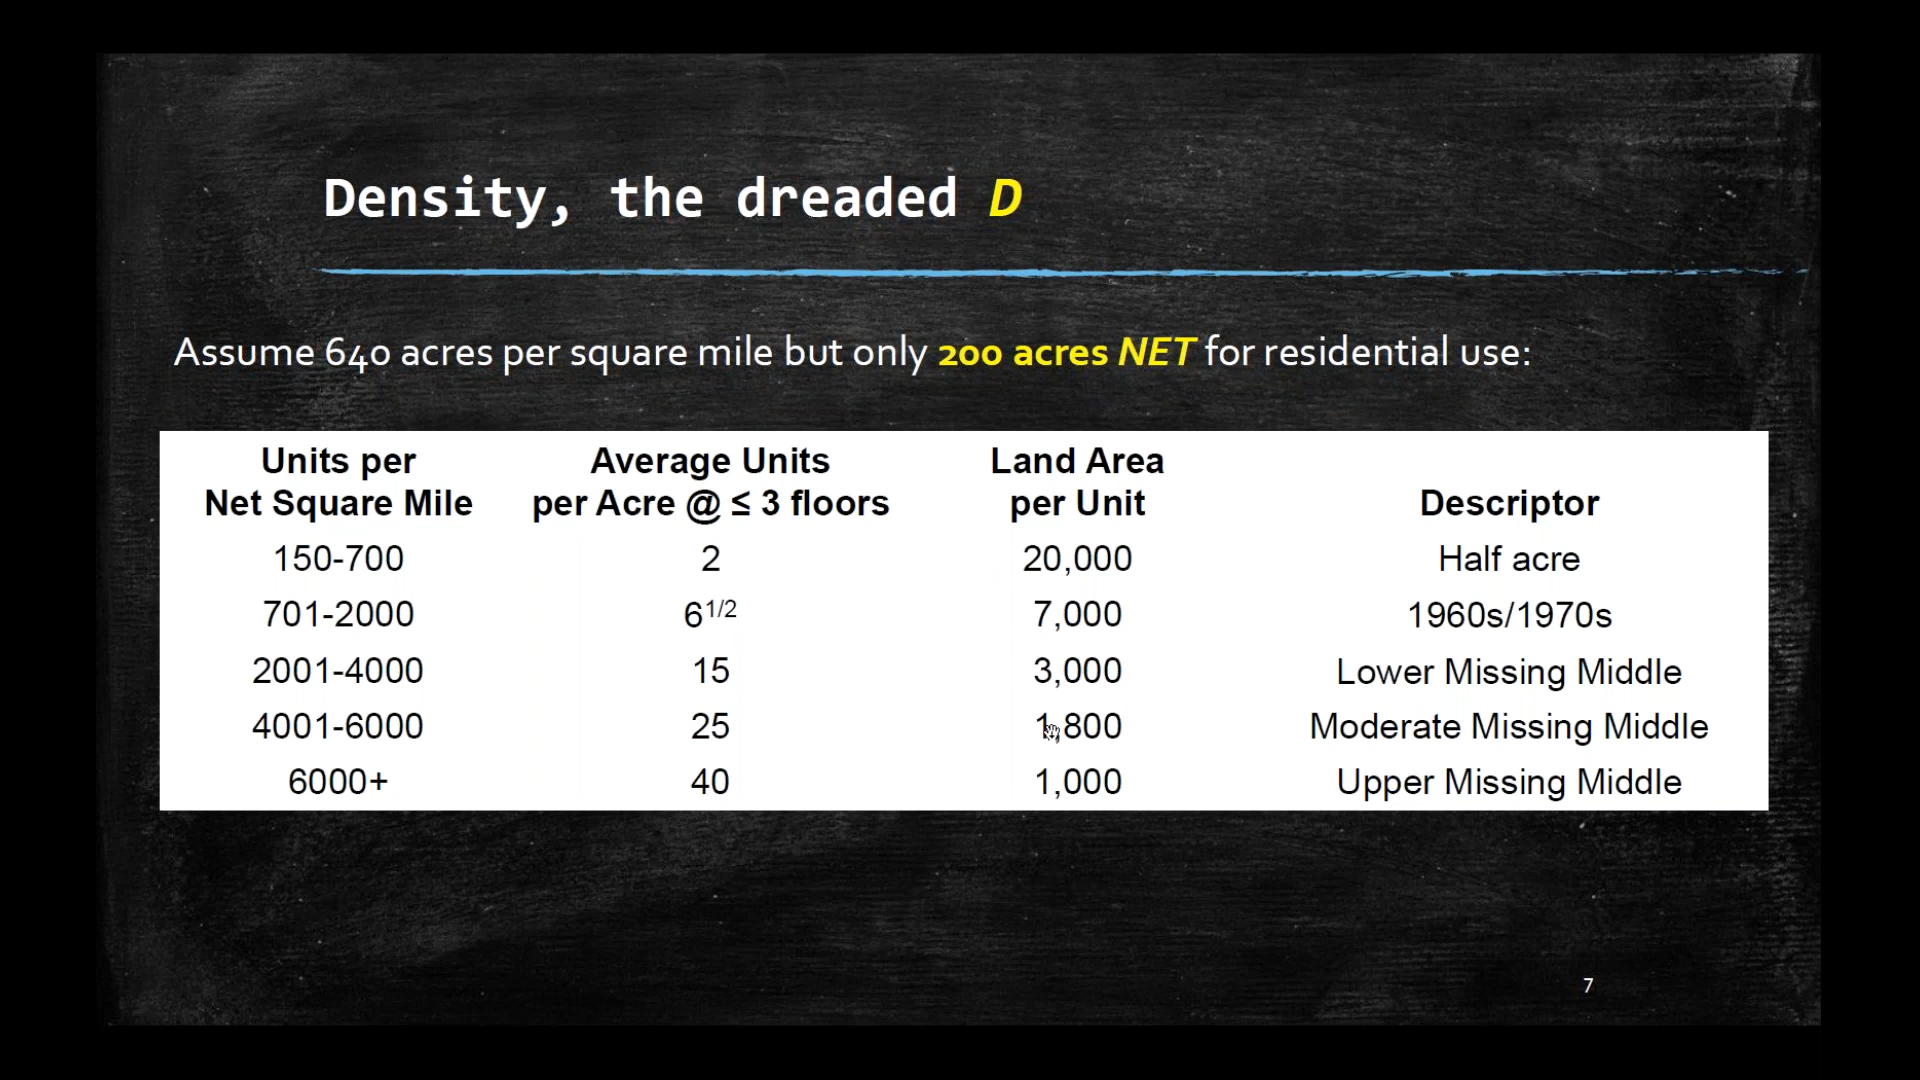 Density, the dreaded D
Assume 640 acres per square mile but only 200 acres NET for residential use:
Units per Net Square Mile Average Units per Acre @ ≤ 3 floors Land Area per Unit Descriptor
150-700 2 20,000 Half acre
701-2000 6 1/2 7,000 1960s/1970s
2001-4000 15 3,000 Lower Missing Middle
4001-6000 25 1,800 Moderate Missing Middle
6000+ 40 1,000 Upper Missing Middle
7